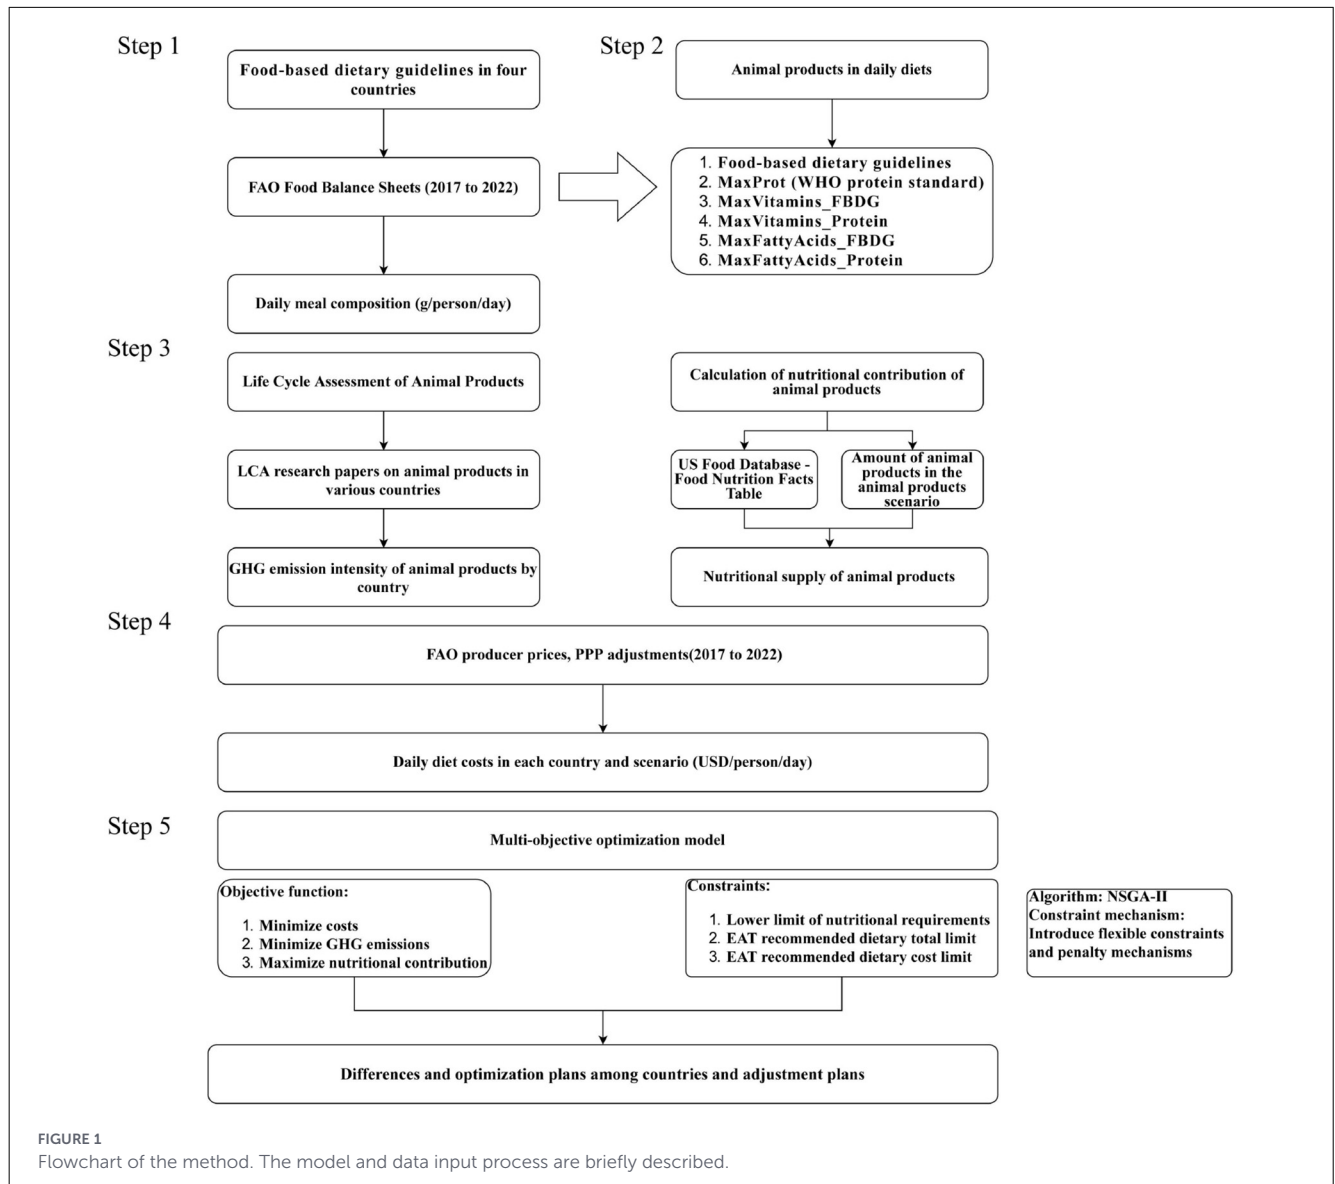 Step 1
Food-based dietary guidelines in four
countries
FAO Food Balance Sheets (2017 to 2022)
Daily meal composition (g/person/day)
Step 2
Animal products in daily diets
1. Food-based dietary guidelines
2. MaxProt (WHO protein standard)
3. MaxVitamins_FBDG
4. MaxVitamins_Protein
5. MaxFattyAcids_FBDG
6. MaxFattyAcids_Protein
Step 3
Life Cycle Assessment of Animal Products
LCA research papers on animal products in
various countries
GHG emission intensity of animal products by
country
Calculation of nutritional contribution of
animal products
US Food Database -
Food Nutrition Facts
Table
Amount of animal
products in the
animal products
scenario
Nutritional supply of animal products
Step 4
FAO producer prices, PPP adjustments(2017 to 2022)
Daily diet costs in each country and scenario (USD/person/day)
Step 5
Multi-objective optimization model
Objective function:
1. Minimize costs
2. Minimize GHG emissions
3. Maximize nutritional contribution
Constraints:
1. Lower limit of nutritional requirements
2. EAT recommended dietary total limit
3. EAT recommended dietary cost limit
Algorithm: NSGA-II
Constraint mechanism:
Introduce flexible constraints
and penalty mechanisms
Differences and optimization plans among countries and adjustment plans
FIGURE 1
Flowchart of the method. The model and data input process are briefly described.